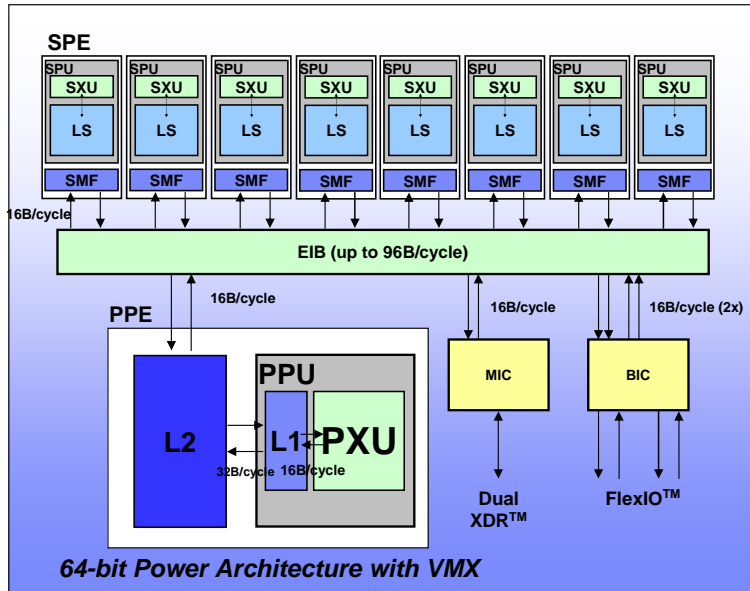 SPE
SPU SPU SPU SPU SPU SPU SPU SPU
SXU SXU SXU SXU SXU SXU SXU SXU
LS LS LS LS LS LS LS LS
SMF SMF SMF SMF SMF SMF SMF SMF
16B/cycle
EIB (up to 96B/cycle)
16B/cycle 16B/cycle 16B/cycle (2x)
PPE
PPU
MIC BIC
L2 L1 PXU
32B/cycle 16B/cycle
Dual FlexIO™
XDR™
64-bit Power Architecture with VMX